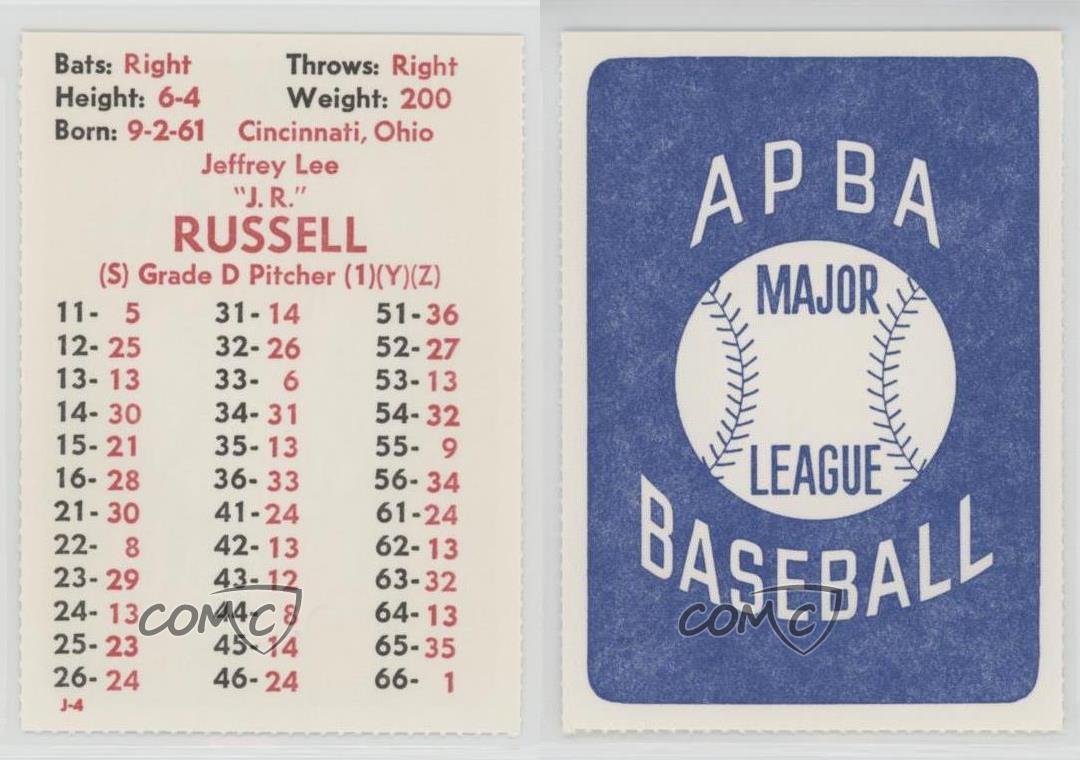 Bats: Right Throws: Right
Height: 6-4 Weight: 200
Born: 9-2-61 Cincinnati, Ohio
Jeffrey Lee
"J. R."
RUSSELL
(S) Grade D Pitcher (1)(Y)(Z)
11- 5 31- 14 51- 36
12- 25 32- 26 52- 27
13- 13 33- 6 53- 13
14- 30 34- 31 54- 32
15- 21 35- 13 55- 9
16- 28 36- 33 56- 34
21- 30 41- 24 61- 24
22- 8 42- 13 62- 13
23- 29 43- 12 63- 32
24- 13 44- 8 64- 13
25- 23 45- 14 65- 35
26- 24 46- 24 66- 1
J-4
COMC
APBA
MAJOR
LEAGUE
BASEBALL
COMC